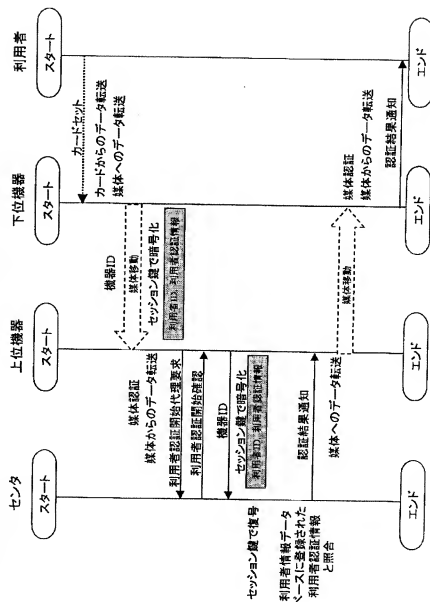 センタ
上位機器
下位機器
利用者
スタート
スタート
スタート
スタート
カードセット
カードからのデータ転送
媒体へのデータ転送
機器ID
媒体移動
セッション鍵で暗号化
利用者ID、利用者認証情報
媒体認証
媒体からのデータ転送
利用者認証開始代理要求
利用者認証開始確認
機器ID
セッション鍵で暗号化
利用者ID、利用者認証情報
セッション鍵で復号
利用者情報データ
ベースに登録された
利用者認証情報
と照合
認証結果通知
媒体へのデータ転送
媒体移動
媒体認証
媒体からのデータ転送
認証結果通知
エンド
エンド
エンド
エンド